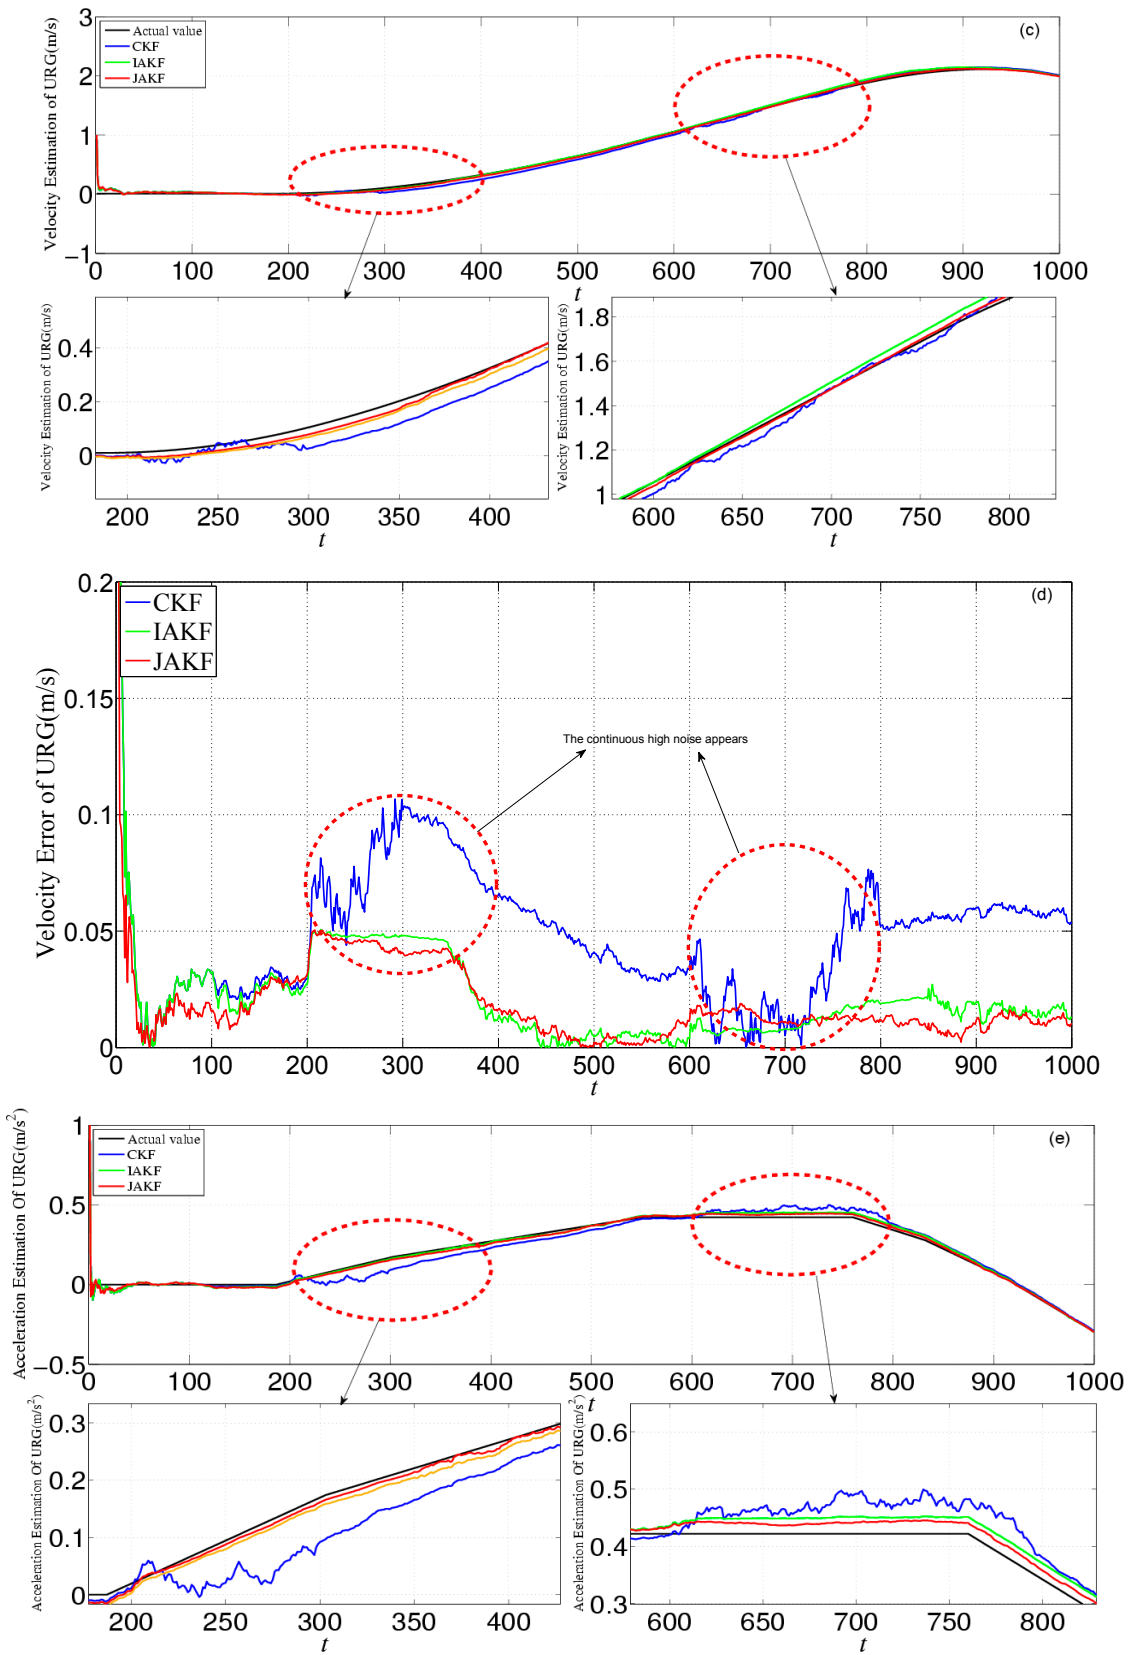 (c)
Velocity Estimation of URG(m/s)
3
2
1
0
−1
Actual value
CKF
IAKF
JAKF
0 100 200 300 400 500 600 700 800 900 1000
t
Velocity Estimation of URG(m/s)
0.4
0.2
0
200 250 300 350 400
t
Velocity Estimation of URG(m/s)
1.8
1.6
1.4
1.2
1
600 650 700 750 800
t
(d)
Velocity Error of URG(m/s)
0.2
0.15
0.1
0.05
0
CKF
IAKF
JAKF
The continuous high noise appears
0 100 200 300 400 500 600 700 800 900 1000
t
(e)
Acceleration Estimation Of URG(m/s²)
1
0.5
0
−0.5
Actual value
CKF
IAKF
JAKF
0 100 200 300 400 500 600 700 800 900 1000
t
Acceleration Estimation Of URG(m/s²)
0.3
0.2
0.1
0
200 250 300 350 400
t
Acceleration Estimation Of URG(m/s²)
0.6
0.5
0.4
0.3
600 650 700 750 800
t